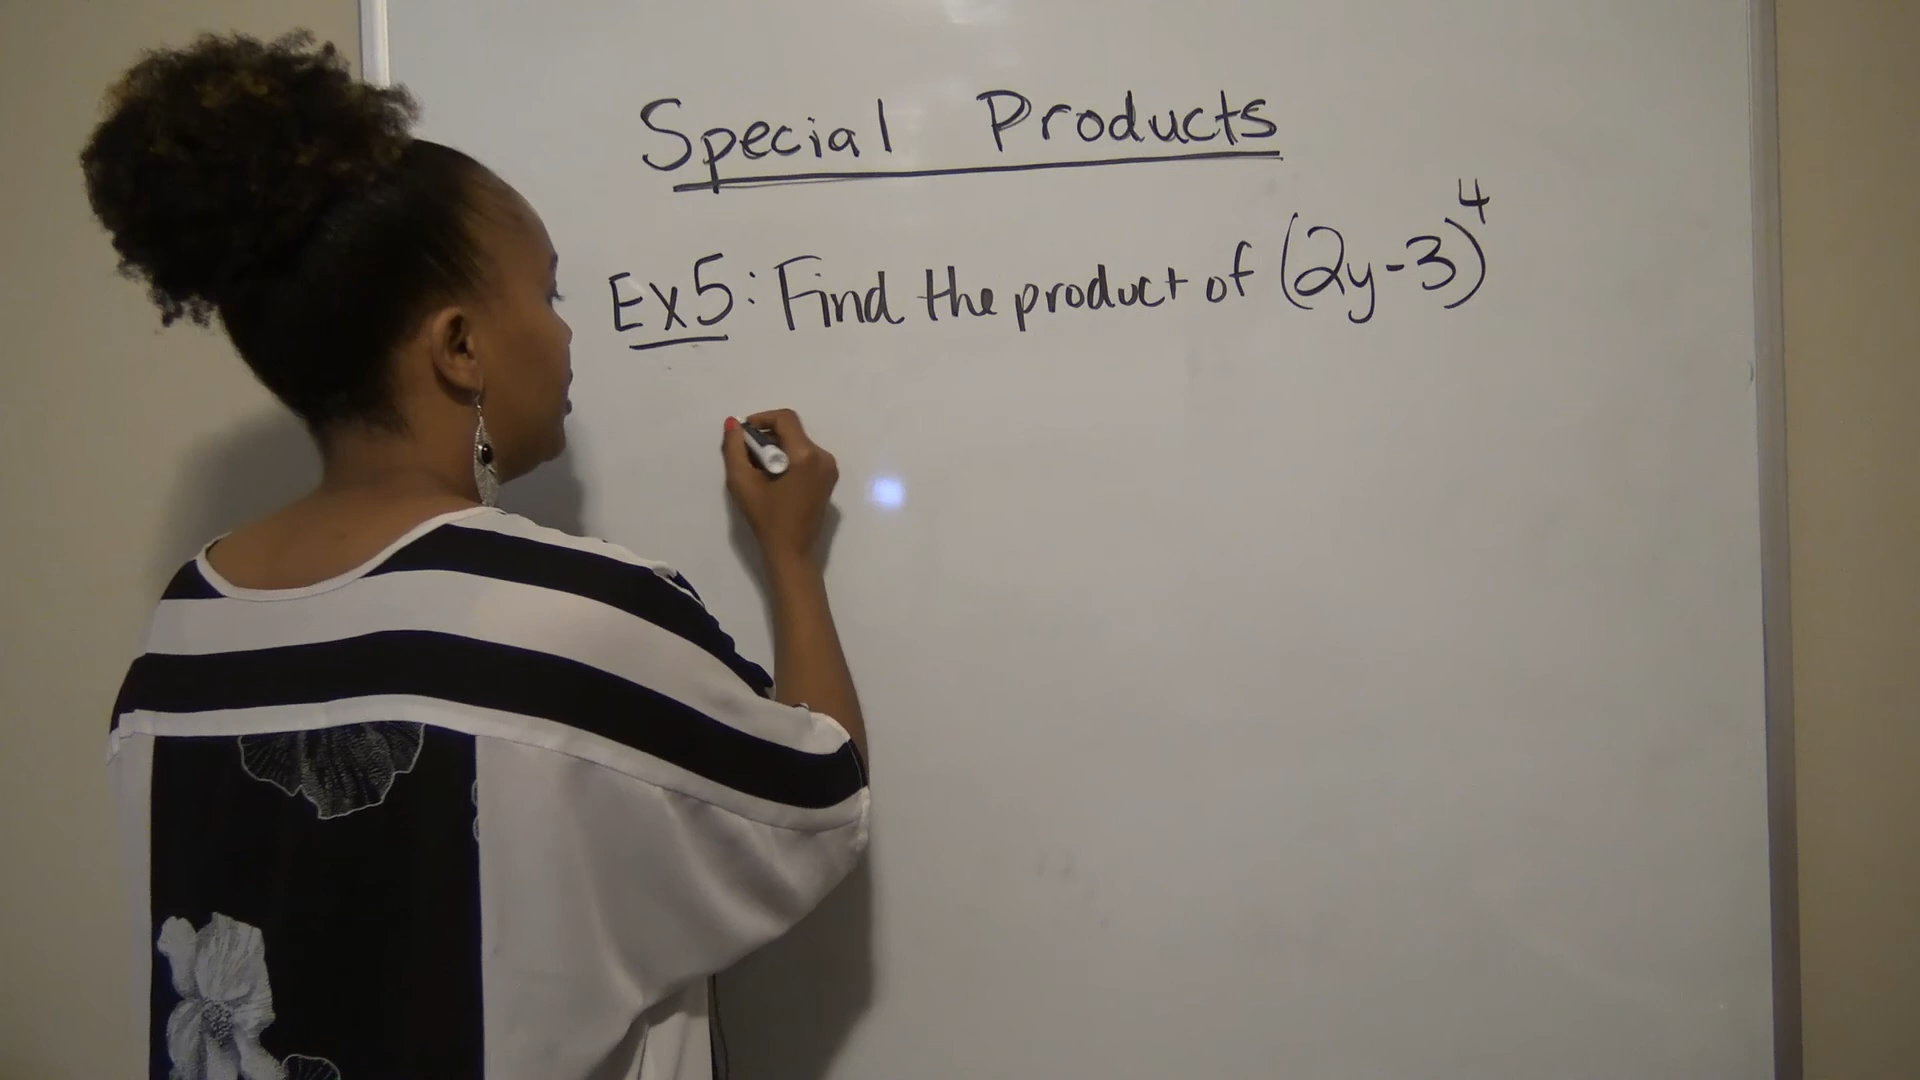 Special Products
Ex5: Find the product of (2y-3)⁴